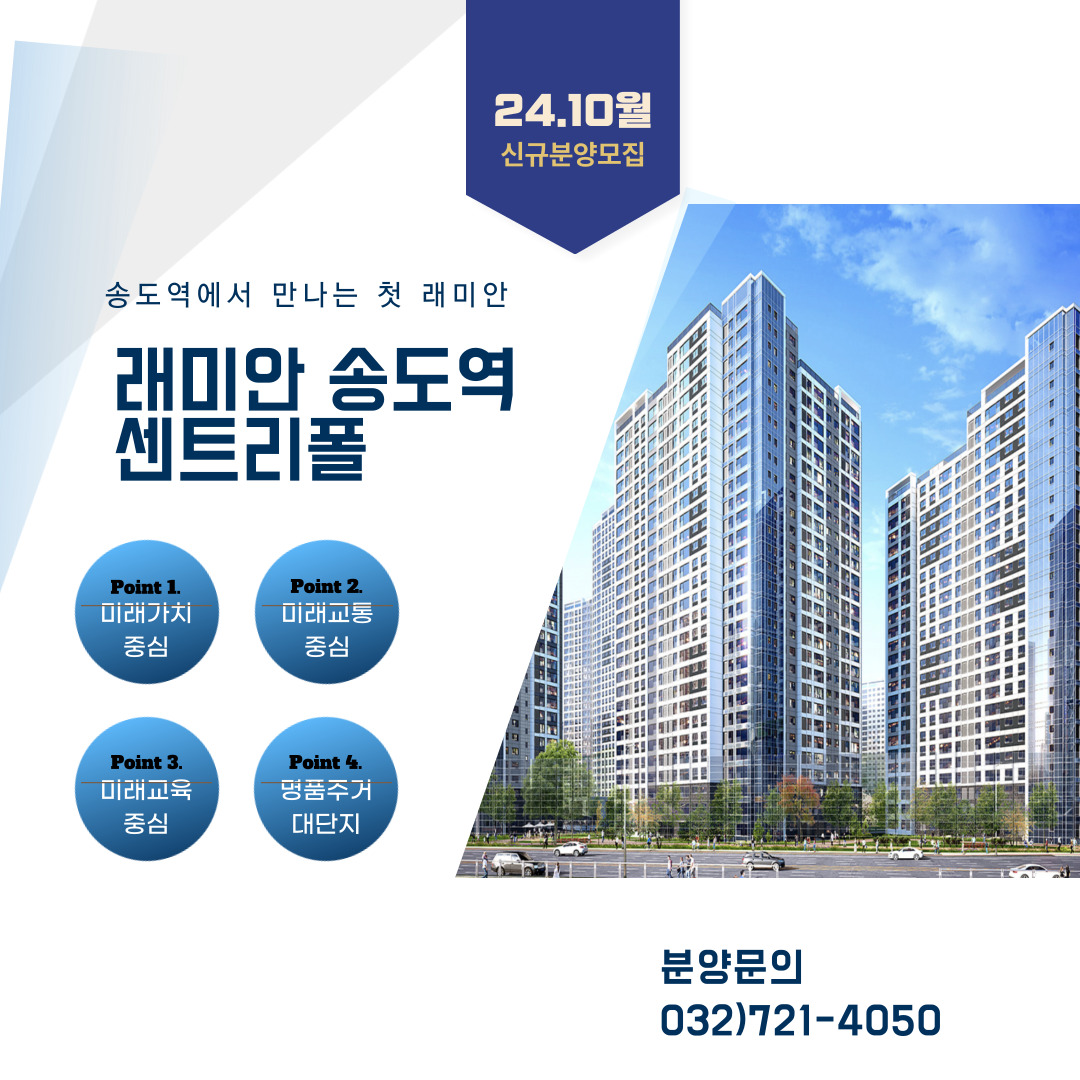 24.10월
신규분양모집
송도역에서 만나는 첫 래미안
래미안 송도역
센트리폴
Point 1.
미래가치
중심
Point 2.
미래교통
중심
Point 3.
미래교육
중심
Point 4.
명품주거
대단지
분양문의
032)721-4050